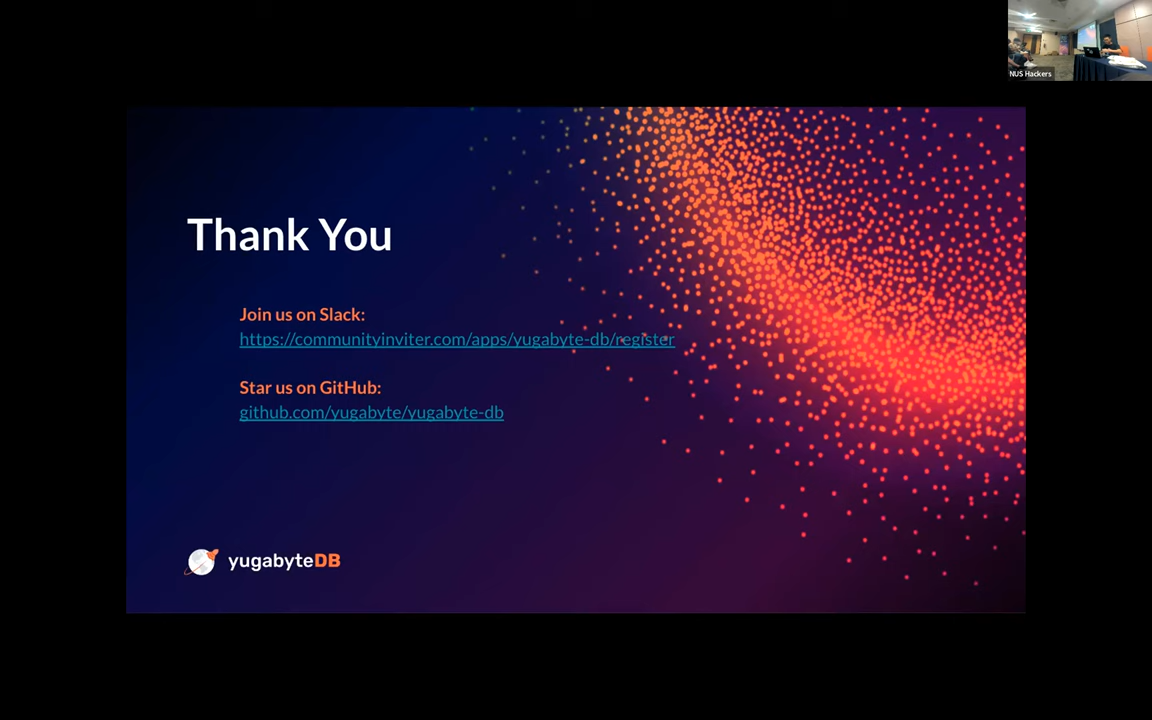 NUS Hackers
Thank You
Join us on Slack:
https://communityinviter.com/apps/yugabyte-db/register
Star us on GitHub:
github.com/yugabyte/yugabyte-db
yugabyteDB